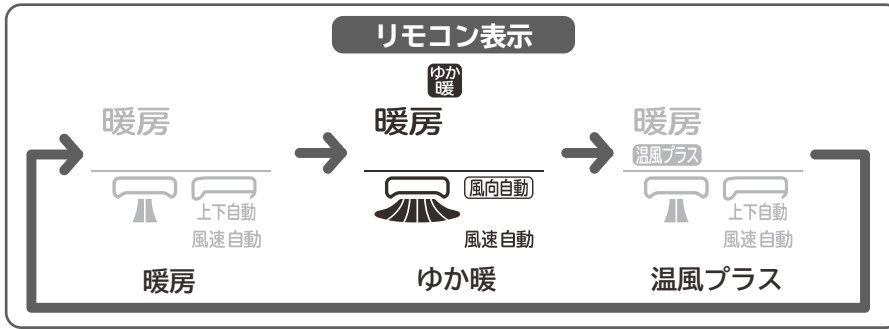 リモコン表示
暖房
上下自動
風速自動
暖房
ゆか
暖
暖房
風向自動
風速自動
ゆか暖
暖房
温風プラス
上下自動
風速自動
温風プラス